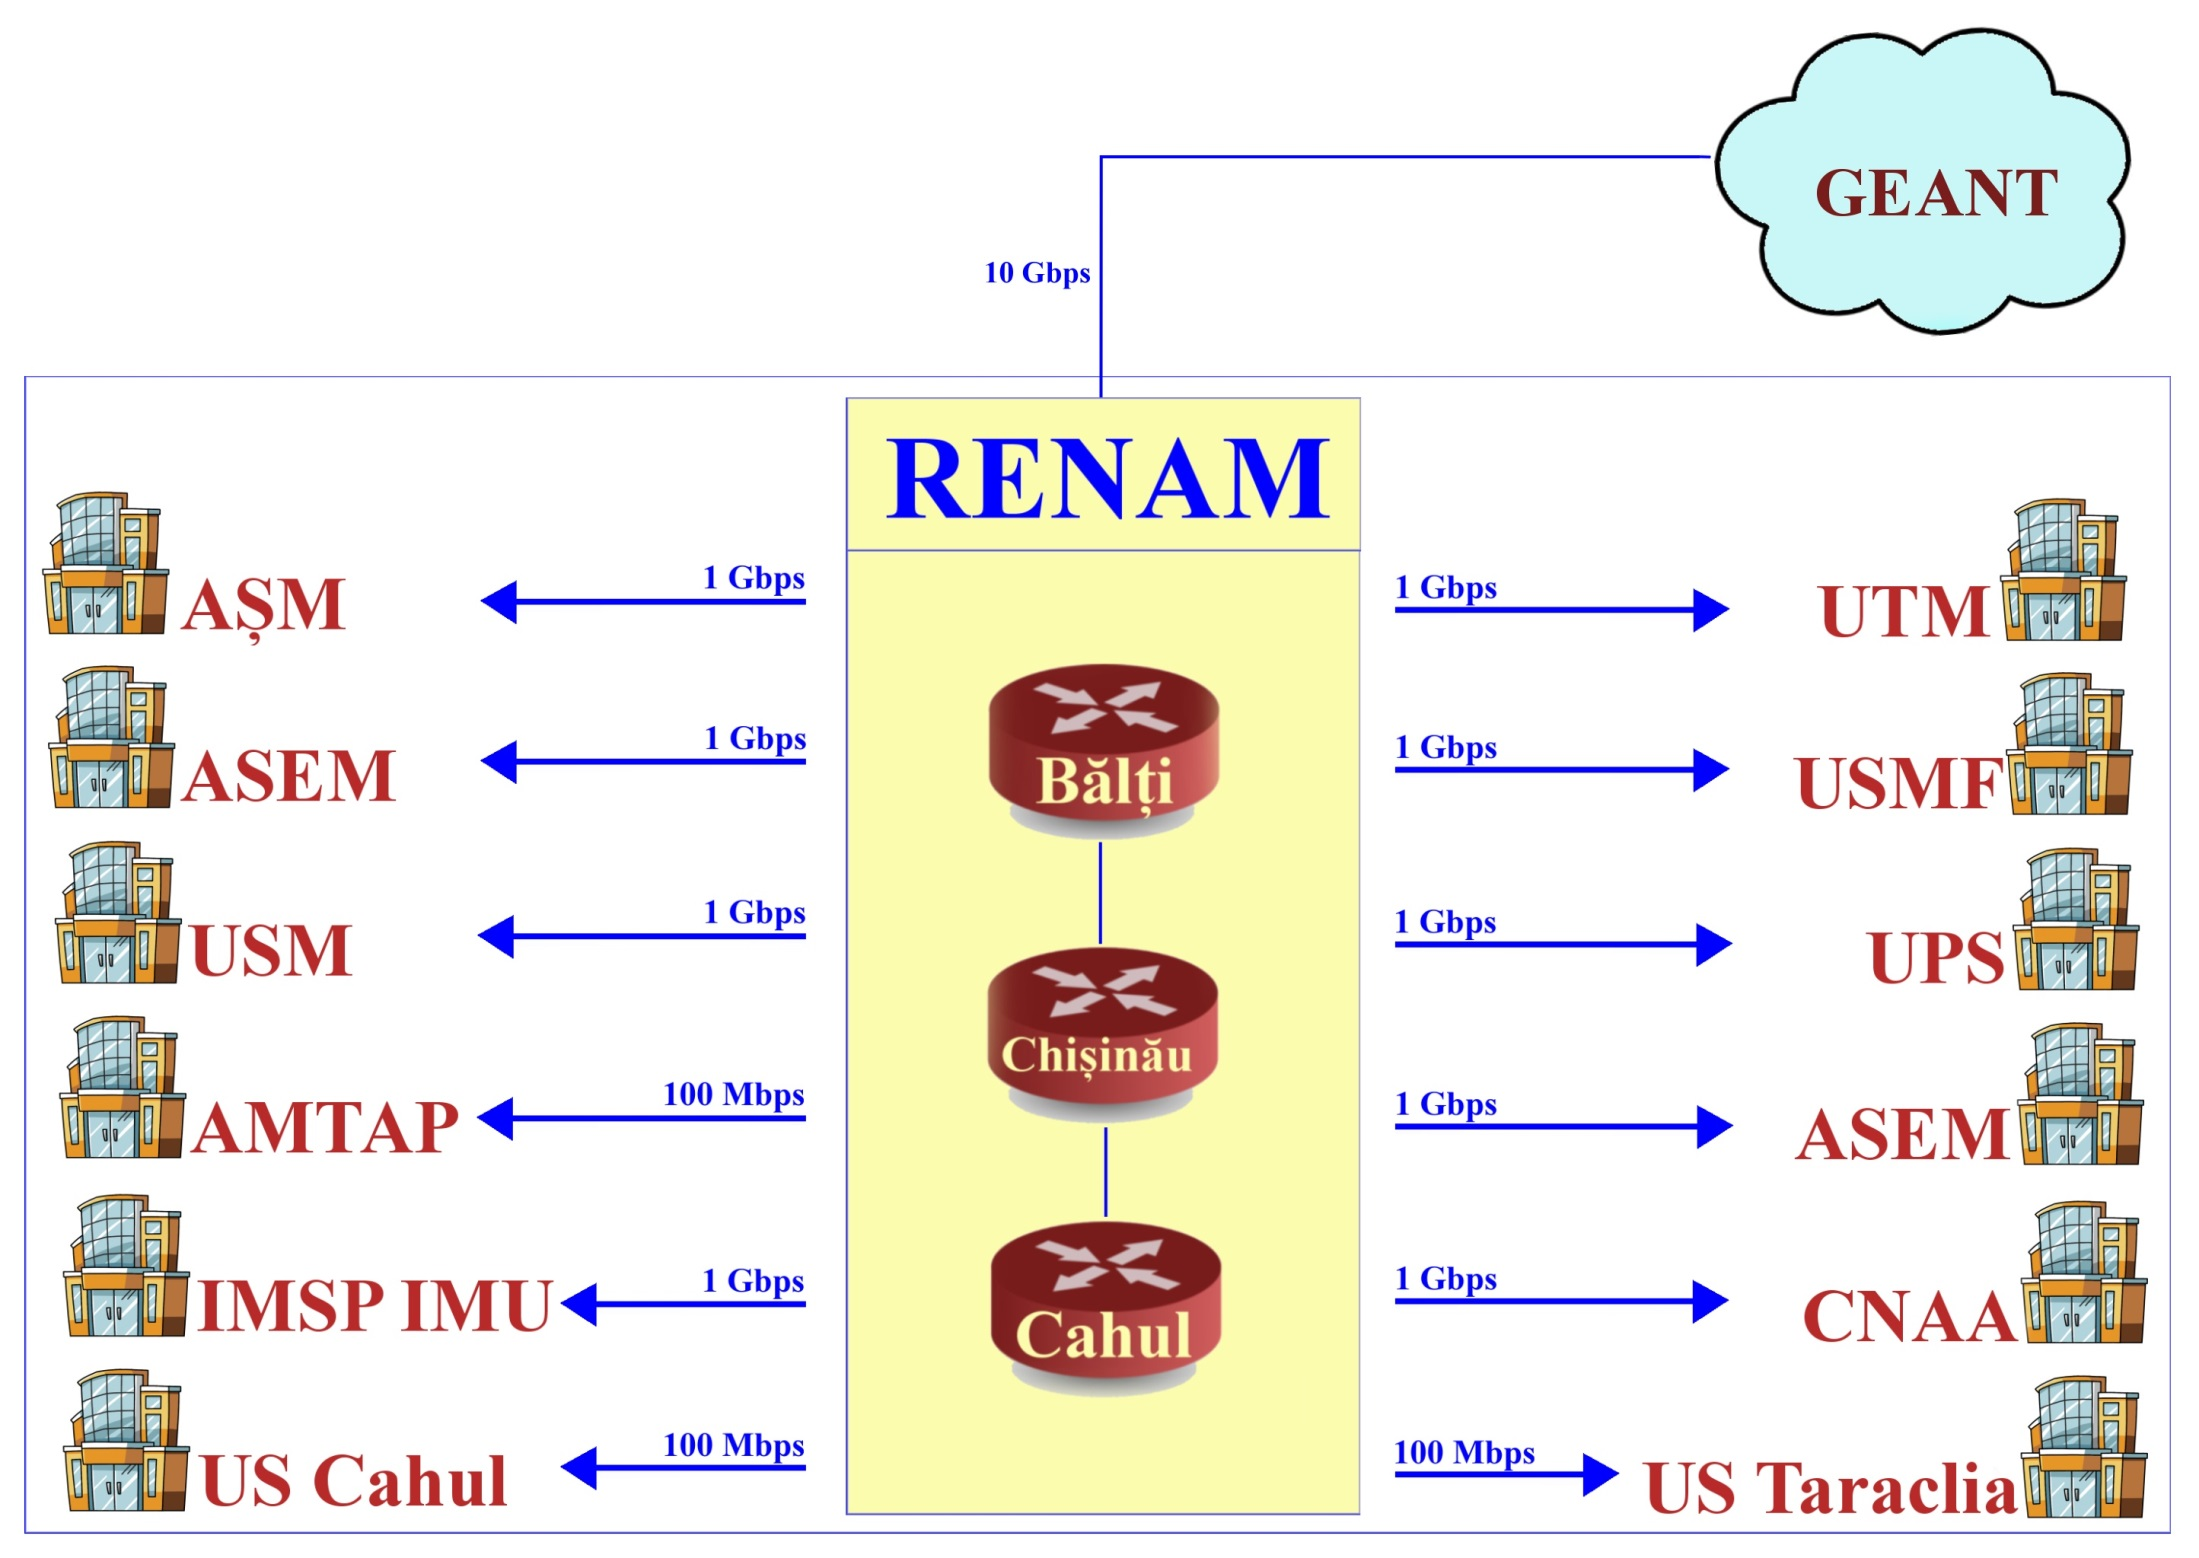 GEANT
10 Gbps
RENAM
AȘM
1 Gbps
1 Gbps
UTM
ASEM
1 Gbps
Bălți
1 Gbps
USMF
USM
1 Gbps
1 Gbps
UPS
AMTAP
100 Mbps
Chișinău
1 Gbps
ASEM
IMSP IMU
1 Gbps
Cahul
1 Gbps
CNAA
US Cahul
100 Mbps
100 Mbps
US Taraclia